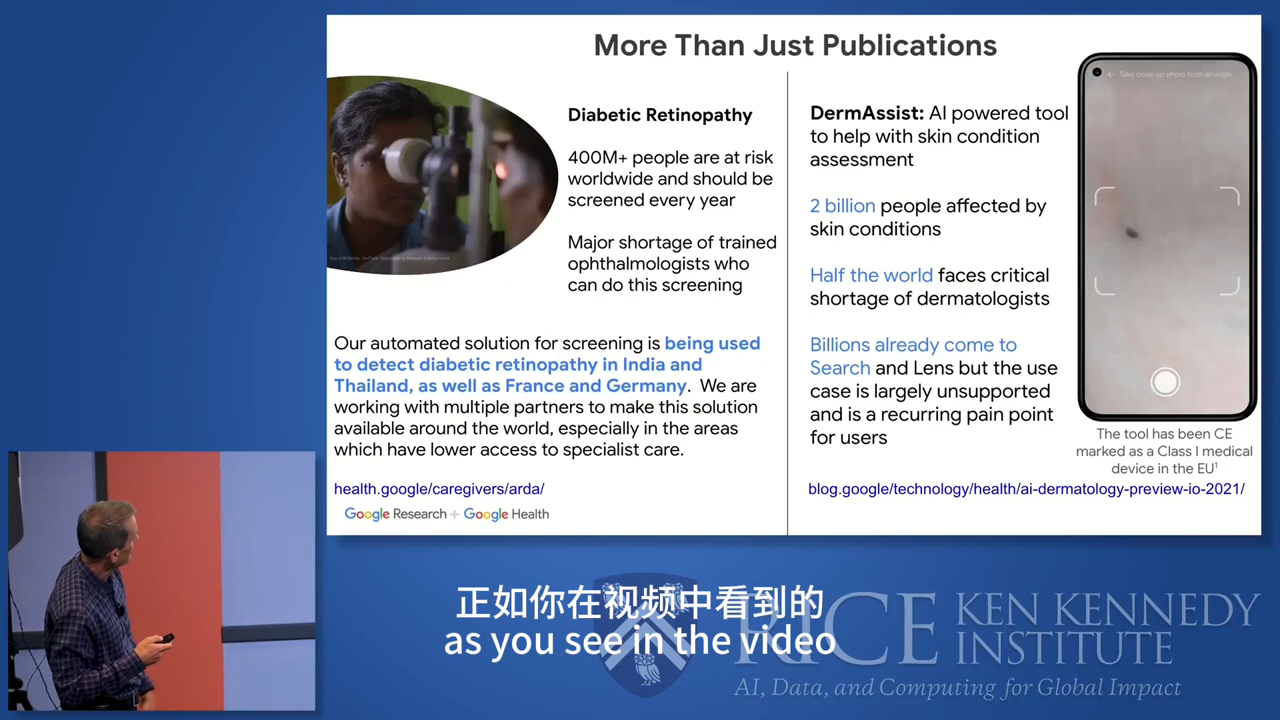 More Than Just Publications
Diabetic Retinopathy
400M+ people are at risk
worldwide and should be
screened every year
Major shortage of trained
ophthalmologists who
can do this screening
Our automated solution for screening is being used
to detect diabetic retinopathy in India and
Thailand, as well as France and Germany. We are
working with multiple partners to make this solution
available around the world, especially in the areas
which have lower access to specialist care.
health.google/caregivers/arda/
Google Research + Google Health
DermAssist: AI powered tool
to help with skin condition
assessment
2 billion people affected by
skin conditions
Half the world faces critical
shortage of dermatologists
Billions already come to
Search and Lens but the use
case is largely unsupported
and is a recurring pain point
for users
blog.google/technology/health/ai-dermatology-preview-io-2021/
Take close-up photo from an angle
The tool has been CE
marked as a Class I medical
device in the EU¹
正如你在视频中看到的
as you see in the video
RICE KEN KENNEDY
INSTITUTE
AI, Data, and Computing for Global Impact